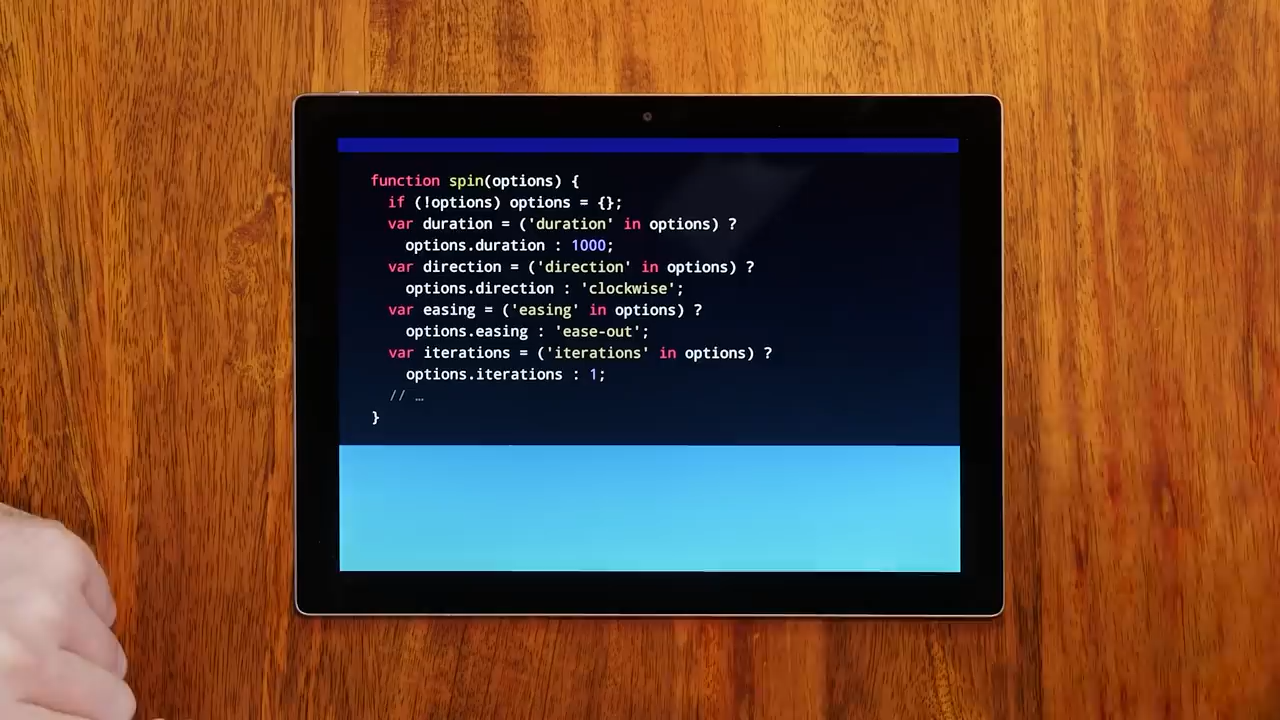 function spin(options) {
  if (!options) options = {};
  var duration = ('duration' in options) ?
    options.duration : 1000;
  var direction = ('direction' in options) ?
    options.direction : 'clockwise';
  var easing = ('easing' in options) ?
    options.easing : 'ease-out';
  var iterations = ('iterations' in options) ?
    options.iterations : 1;
  // …
}